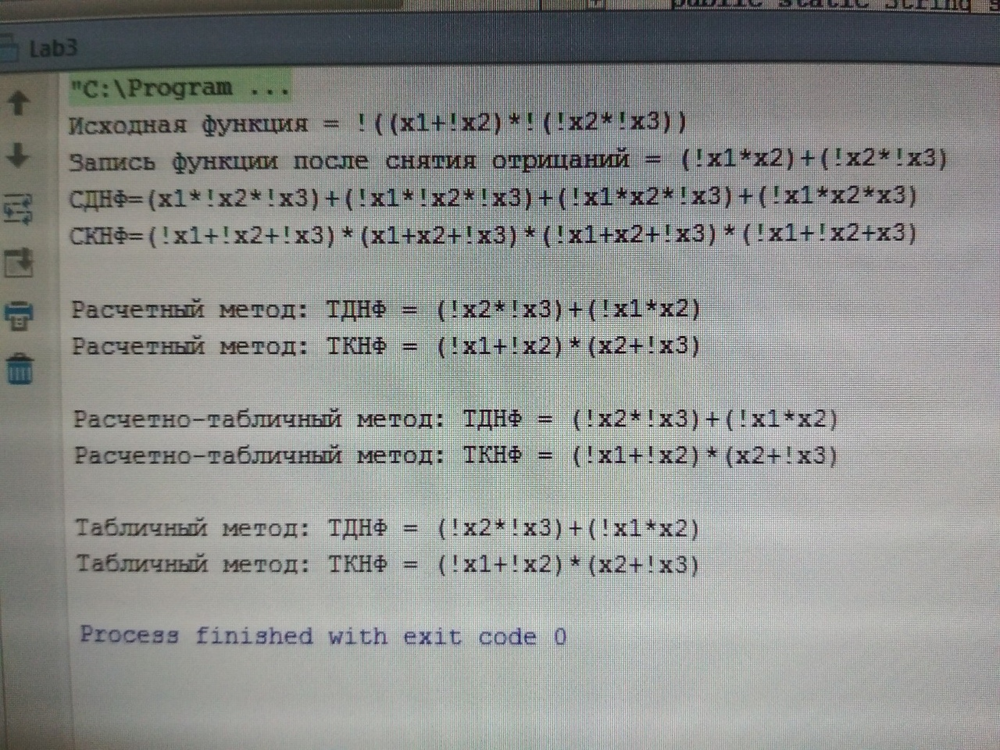 public static String
Lab3
"C:\Program ...
Исходная функция = !((x1+!x2)*!(!x2*!x3))
Запись функции после снятия отрицаний = (!x1*x2)+(!x2*!x3)
СДНФ=(x1*!x2*!x3)+(!x1*!x2*!x3)+(!x1*x2*!x3)+(!x1*x2*x3)
СКНФ=(!x1+!x2+!x3)*(x1+x2+!x3)*(!x1+x2+!x3)*(!x1+!x2+x3)
Расчетный метод: ТДНФ = (!x2*!x3)+(!x1*x2)
Расчетный метод: ТКНФ = (!x1+!x2)*(x2+!x3)
Расчетно-табличный метод: ТДНФ = (!x2*!x3)+(!x1*x2)
Расчетно-табличный метод: ТКНФ = (!x1+!x2)*(x2+!x3)
Табличный метод: ТДНФ = (!x2*!x3)+(!x1*x2)
Табличный метод: ТКНФ = (!x1+!x2)*(x2+!x3)
Process finished with exit code 0